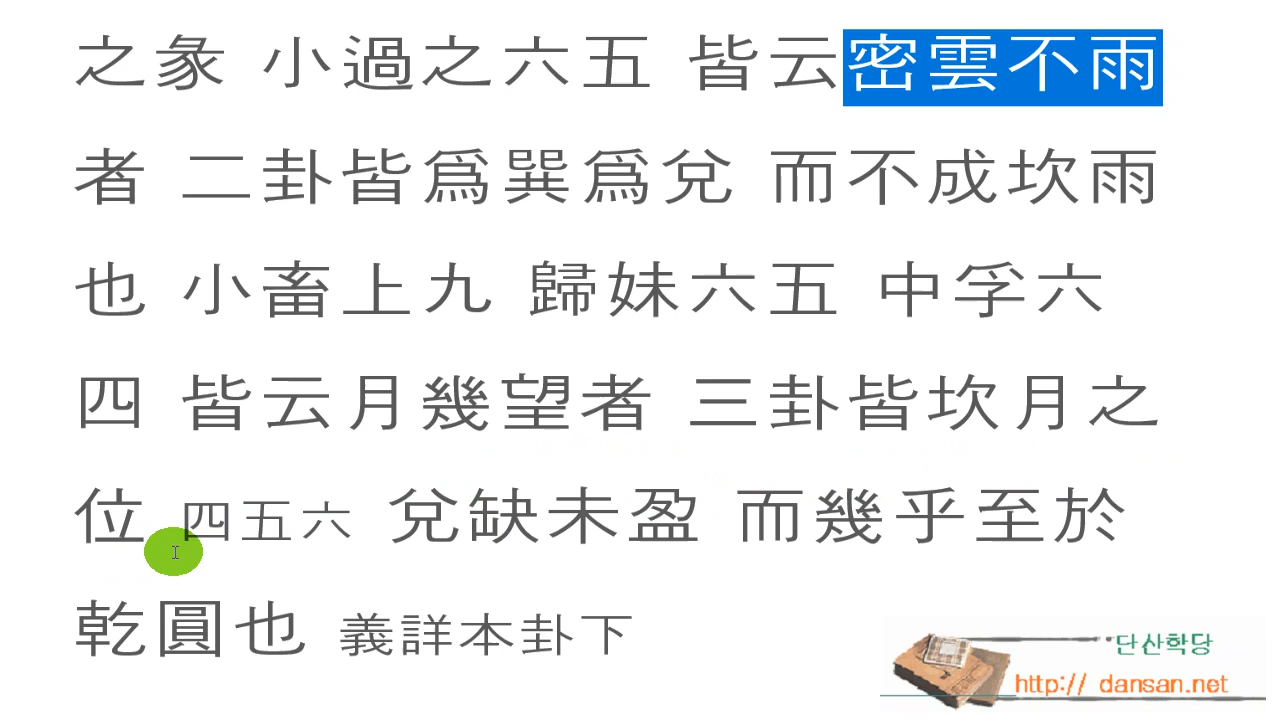 之彖 小過之六五 皆云密雲不雨
者 二卦皆爲巽爲兌 而不成坎雨
也 小畜上九 歸妹六五 中孚六
四 皆云月幾望者 三卦皆坎月之
位 四五六 兌缺未盈 而幾乎至於
乾圓也 義詳本卦下
단산학당
http:// dansan.net